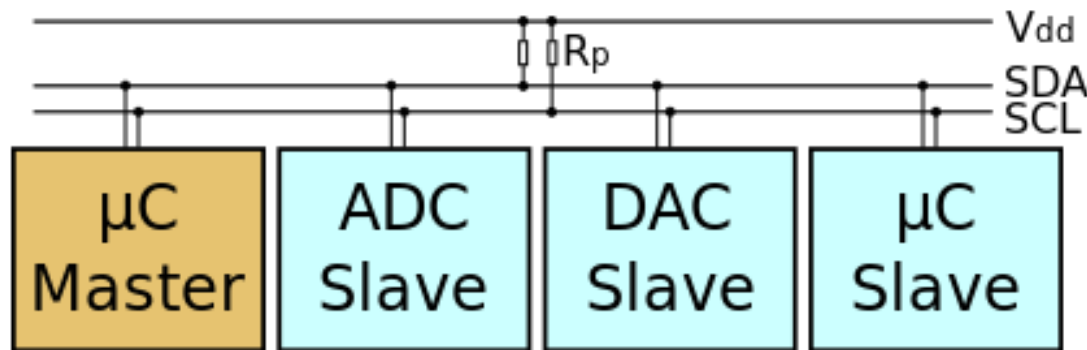 Vdd
Rp
SDA
SCL
µC
Master
ADC
Slave
DAC
Slave
µC
Slave